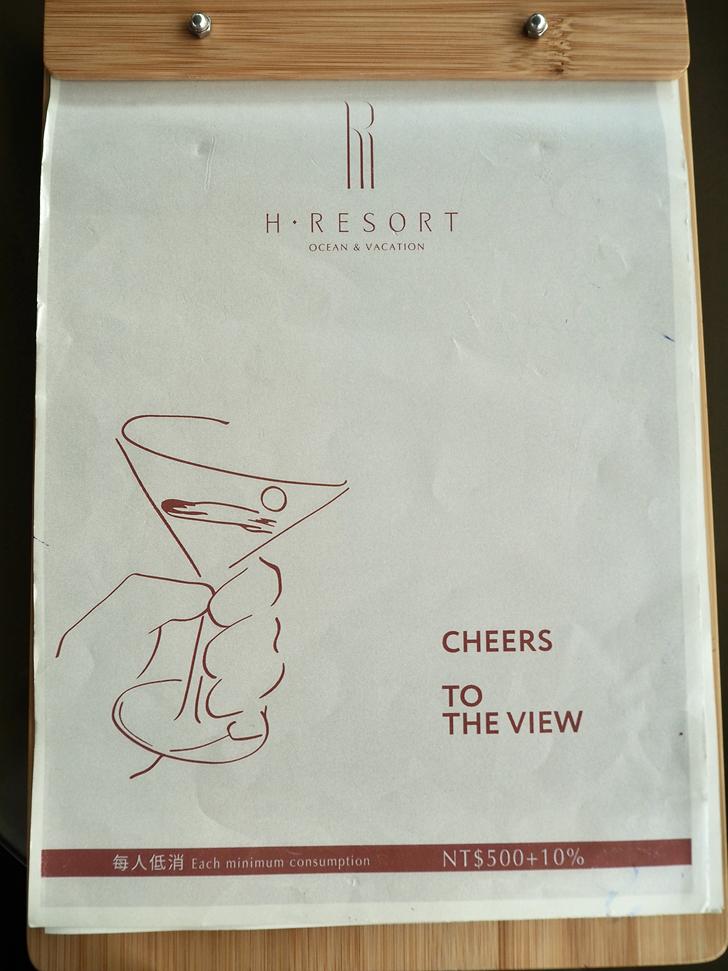 H·RESORT
OCEAN & VACATION
CHEERS
TO
THE VIEW
每人低消 Each minimum consumption NT$500+10%